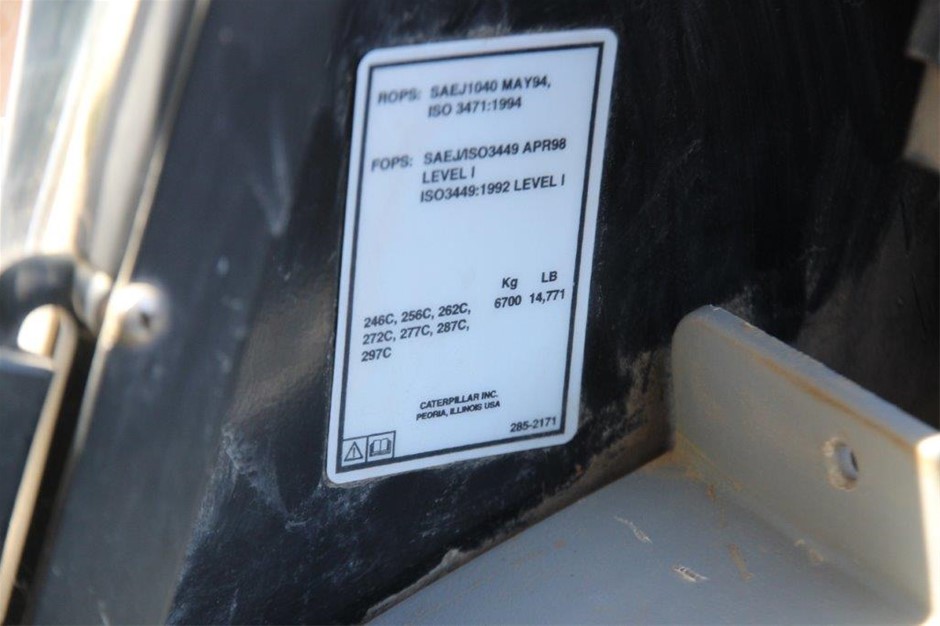 ROPS: SAEJ1040 MAY94,
ISO 3471:1994
FOPS: SAEJ/ISO3449 APR98
LEVEL I
ISO3449:1992 LEVEL I
Kg LB
246C, 256C, 262C, 6700 14,771
272C, 277C, 287C,
297C
CATERPILLAR INC.
PEORIA, ILLINOIS USA
285-2171